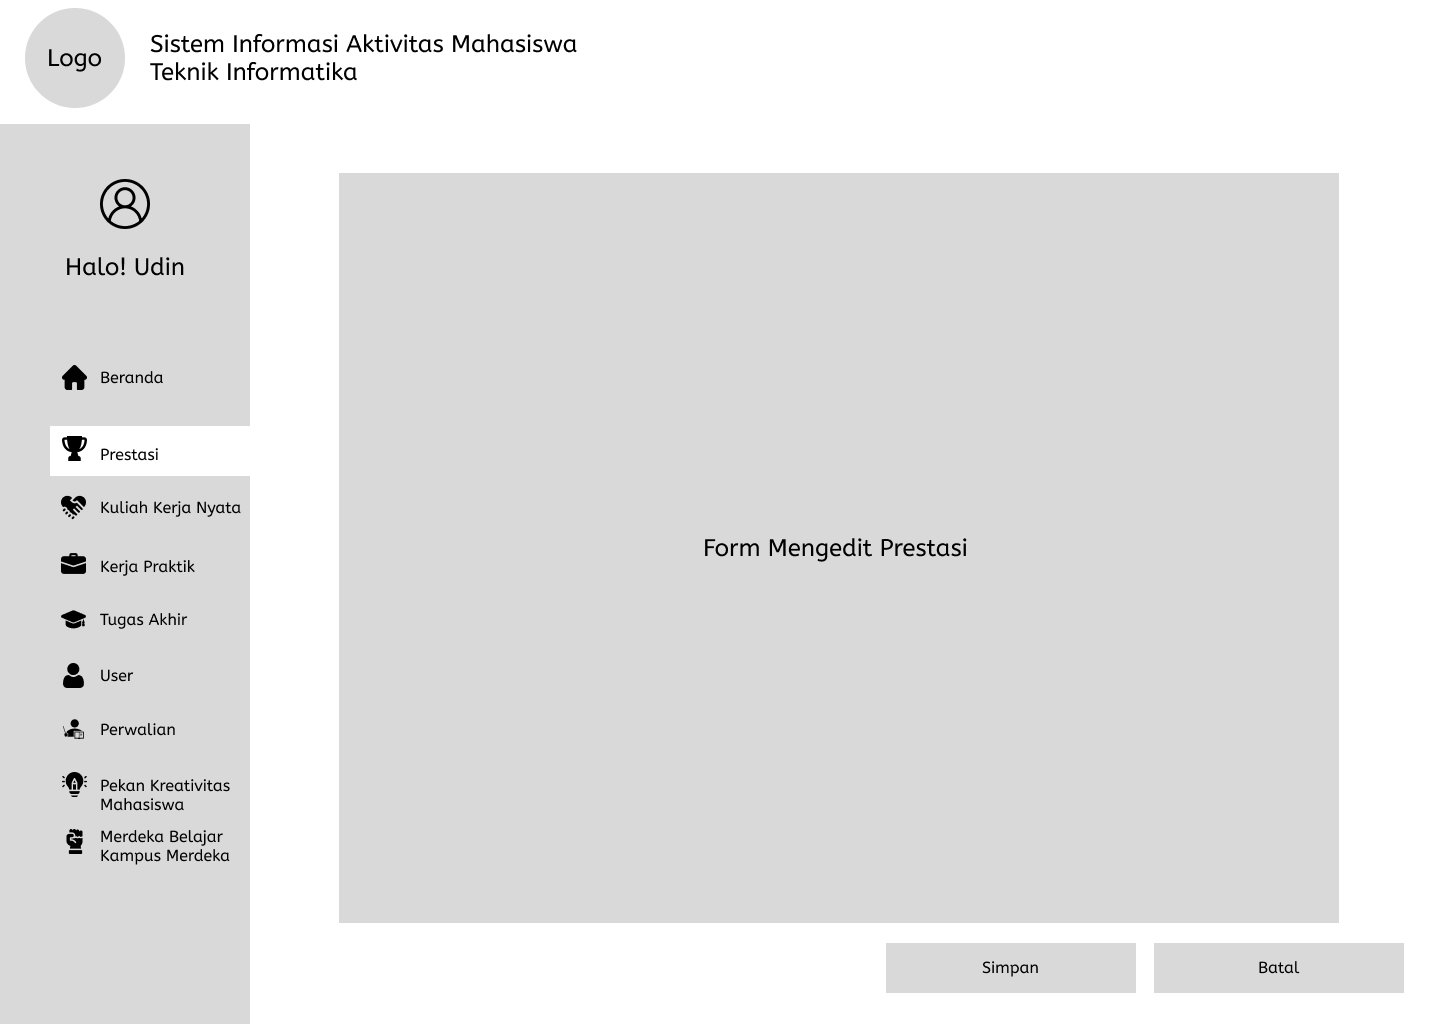 Logo
Sistem Informasi Aktivitas Mahasiswa
Teknik Informatika
Halo! Udin
Beranda
Prestasi
Kuliah Kerja Nyata
Kerja Praktik
Tugas Akhir
User
Perwalian
Pekan Kreativitas
Mahasiswa
Merdeka Belajar
Kampus Merdeka
Form Mengedit Prestasi
Simpan
Batal